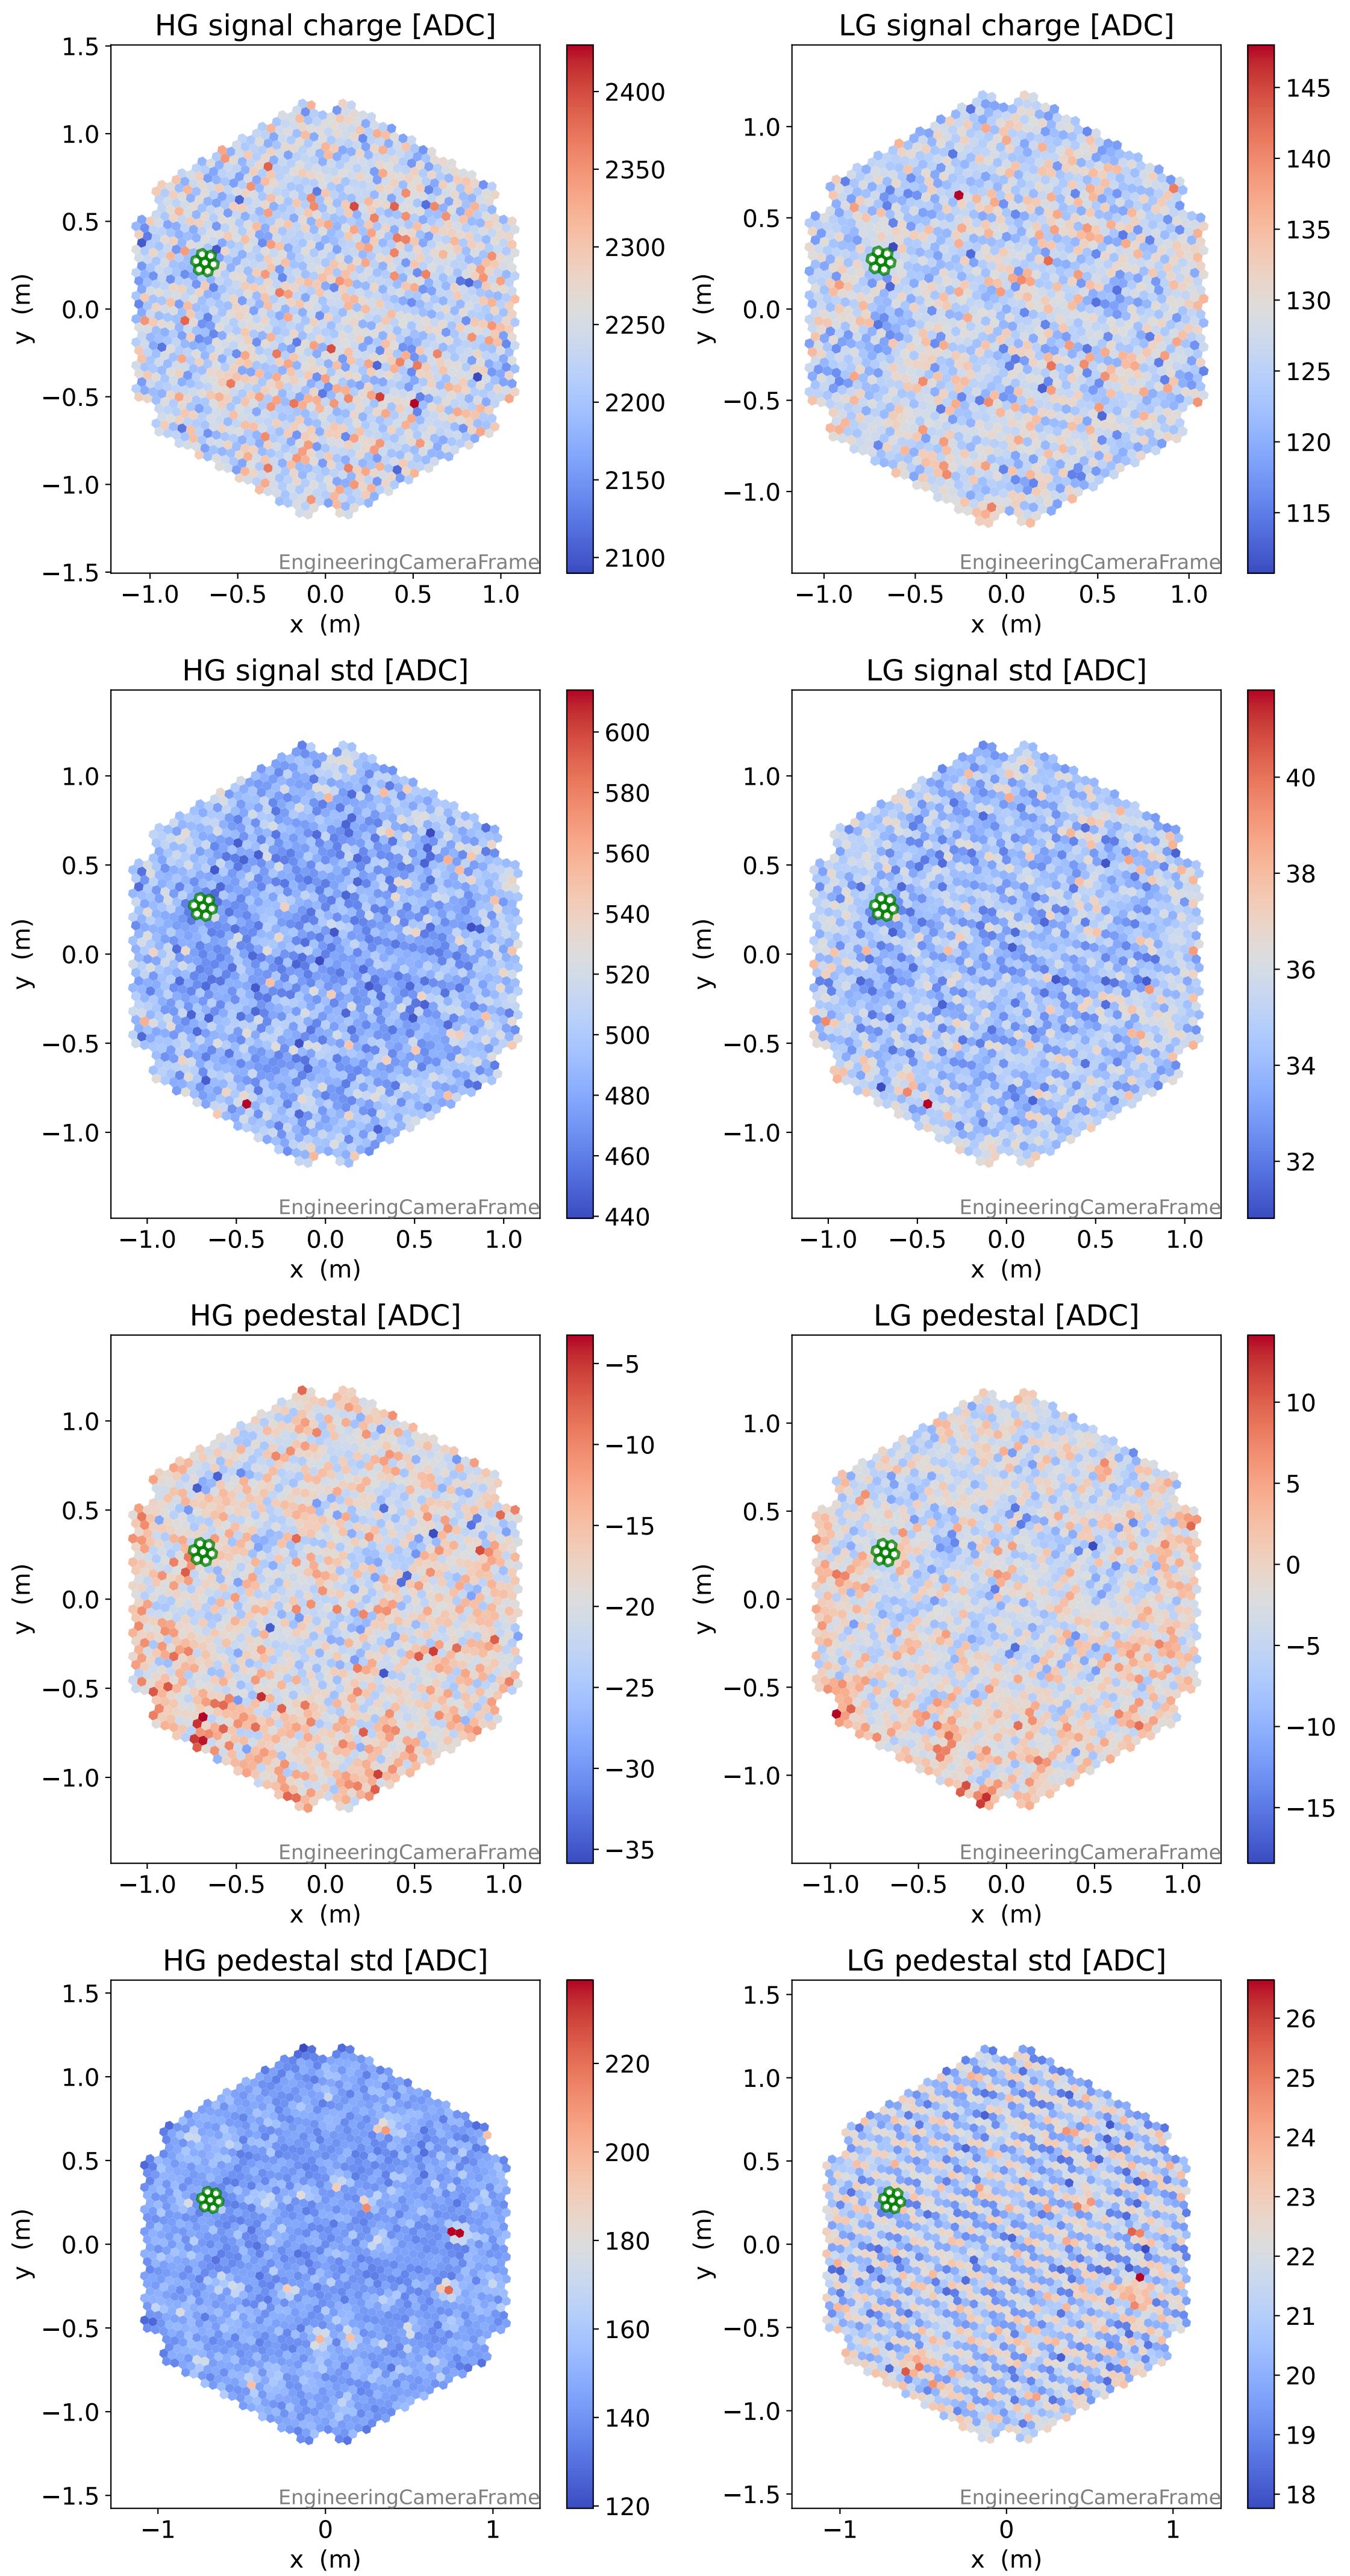 HG signal charge [ADC]
1.5
1.0
0.5
0.0
−0.5
−1.0
−1.5
y (m)
−1.0 −0.5 0.0 0.5 1.0
x (m)
EngineeringCameraFrame
2400
2350
2300
2250
2200
2150
2100
LG signal charge [ADC]
1.0
0.5
0.0
−0.5
−1.0
y (m)
−1.0 −0.5 0.0 0.5 1.0
x (m)
EngineeringCameraFrame
145
140
135
130
125
120
115
HG signal std [ADC]
1.0
0.5
0.0
−0.5
−1.0
y (m)
−1.0 −0.5 0.0 0.5 1.0
x (m)
EngineeringCameraFrame
600
580
560
540
520
500
480
460
440
LG signal std [ADC]
1.0
0.5
0.0
−0.5
−1.0
y (m)
−1.0 −0.5 0.0 0.5 1.0
x (m)
EngineeringCameraFrame
40
38
36
34
32
HG pedestal [ADC]
1.0
0.5
0.0
−0.5
−1.0
y (m)
−1.0 −0.5 0.0 0.5 1.0
x (m)
EngineeringCameraFrame
−5
−10
−15
−20
−25
−30
−35
LG pedestal [ADC]
1.0
0.5
0.0
−0.5
−1.0
y (m)
−1.0 −0.5 0.0 0.5 1.0
x (m)
EngineeringCameraFrame
10
5
0
−5
−10
−15
HG pedestal std [ADC]
1.5
1.0
0.5
0.0
−0.5
−1.0
−1.5
y (m)
−1 0 1
x (m)
EngineeringCameraFrame
220
200
180
160
140
120
LG pedestal std [ADC]
1.5
1.0
0.5
0.0
−0.5
−1.0
−1.5
y (m)
−1 0 1
x (m)
EngineeringCameraFrame
26
25
24
23
22
21
20
19
18